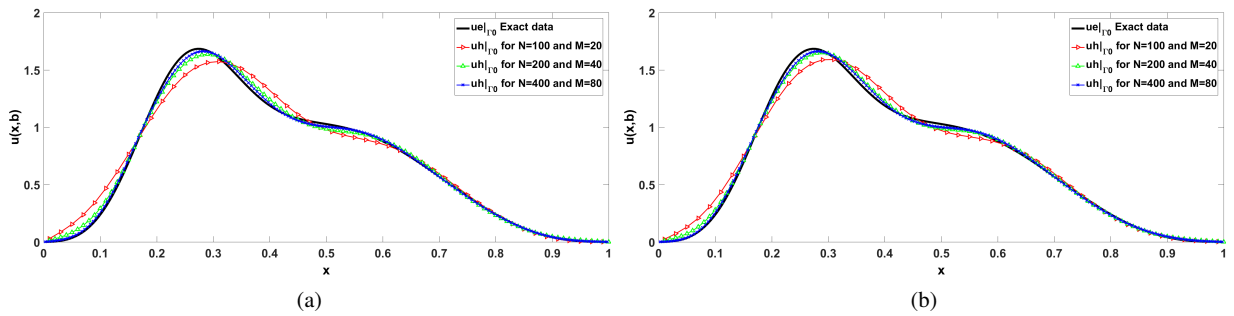 2
1.5
1
0.5
0
u(x,b)
0 0.1 0.2 0.3 0.4 0.5 0.6 0.7 0.8 0.9 1
x
ue|Γ0 Exact data
uh|Γ0 for N=100 and M=20
uh|Γ0 for N=200 and M=40
uh|Γ0 for N=400 and M=80
(a)
2
1.5
1
0.5
0
u(x,b)
0 0.1 0.2 0.3 0.4 0.5 0.6 0.7 0.8 0.9 1
x
ue|Γ0 Exact data
uh|Γ0 for N=100 and M=20
uh|Γ0 for N=200 and M=40
uh|Γ0 for N=400 and M=80
(b)